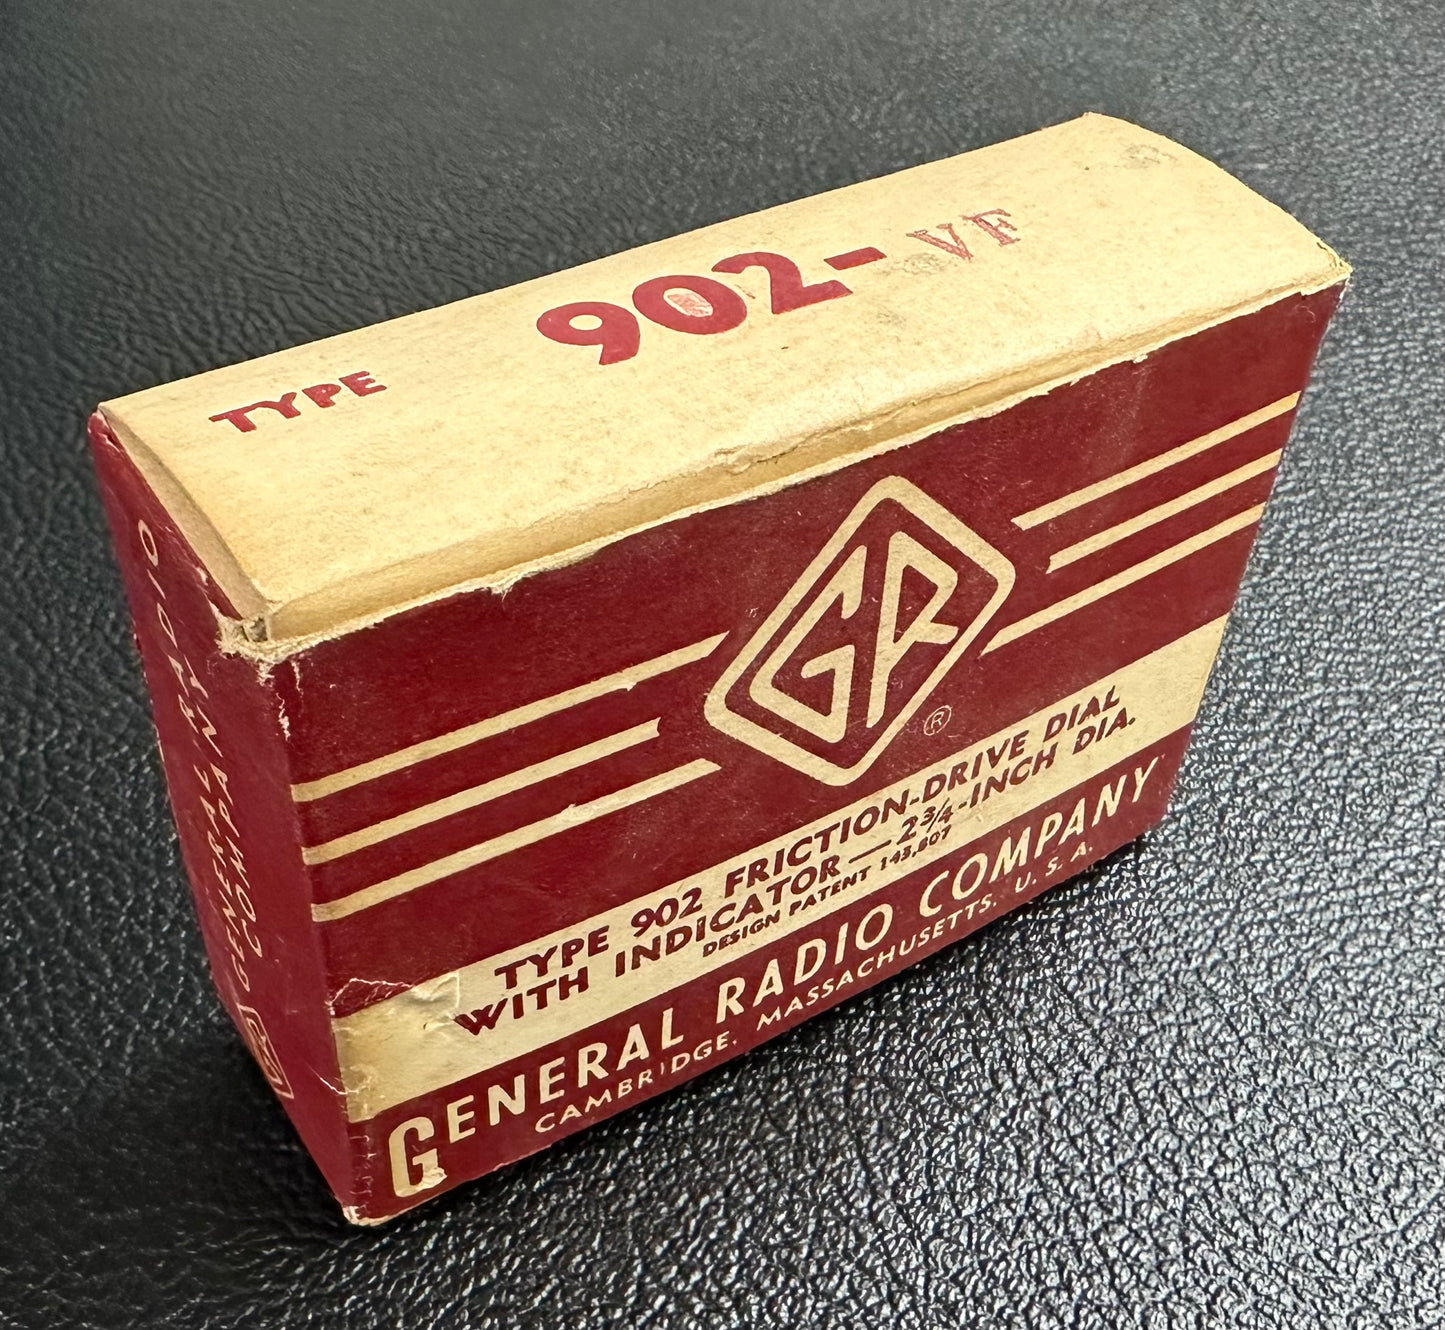 TYPE 902-VF
GR
®
TYPE 902 FRICTION-DRIVE DIAL
WITH INDICATOR—2¾-INCH DIA.
DESIGN PATENT 143,807
GENERAL RADIO COMPANY
CAMBRIDGE, MASSACHUSETTS, U. S. A.
GENERAL RADIO
COMPANY